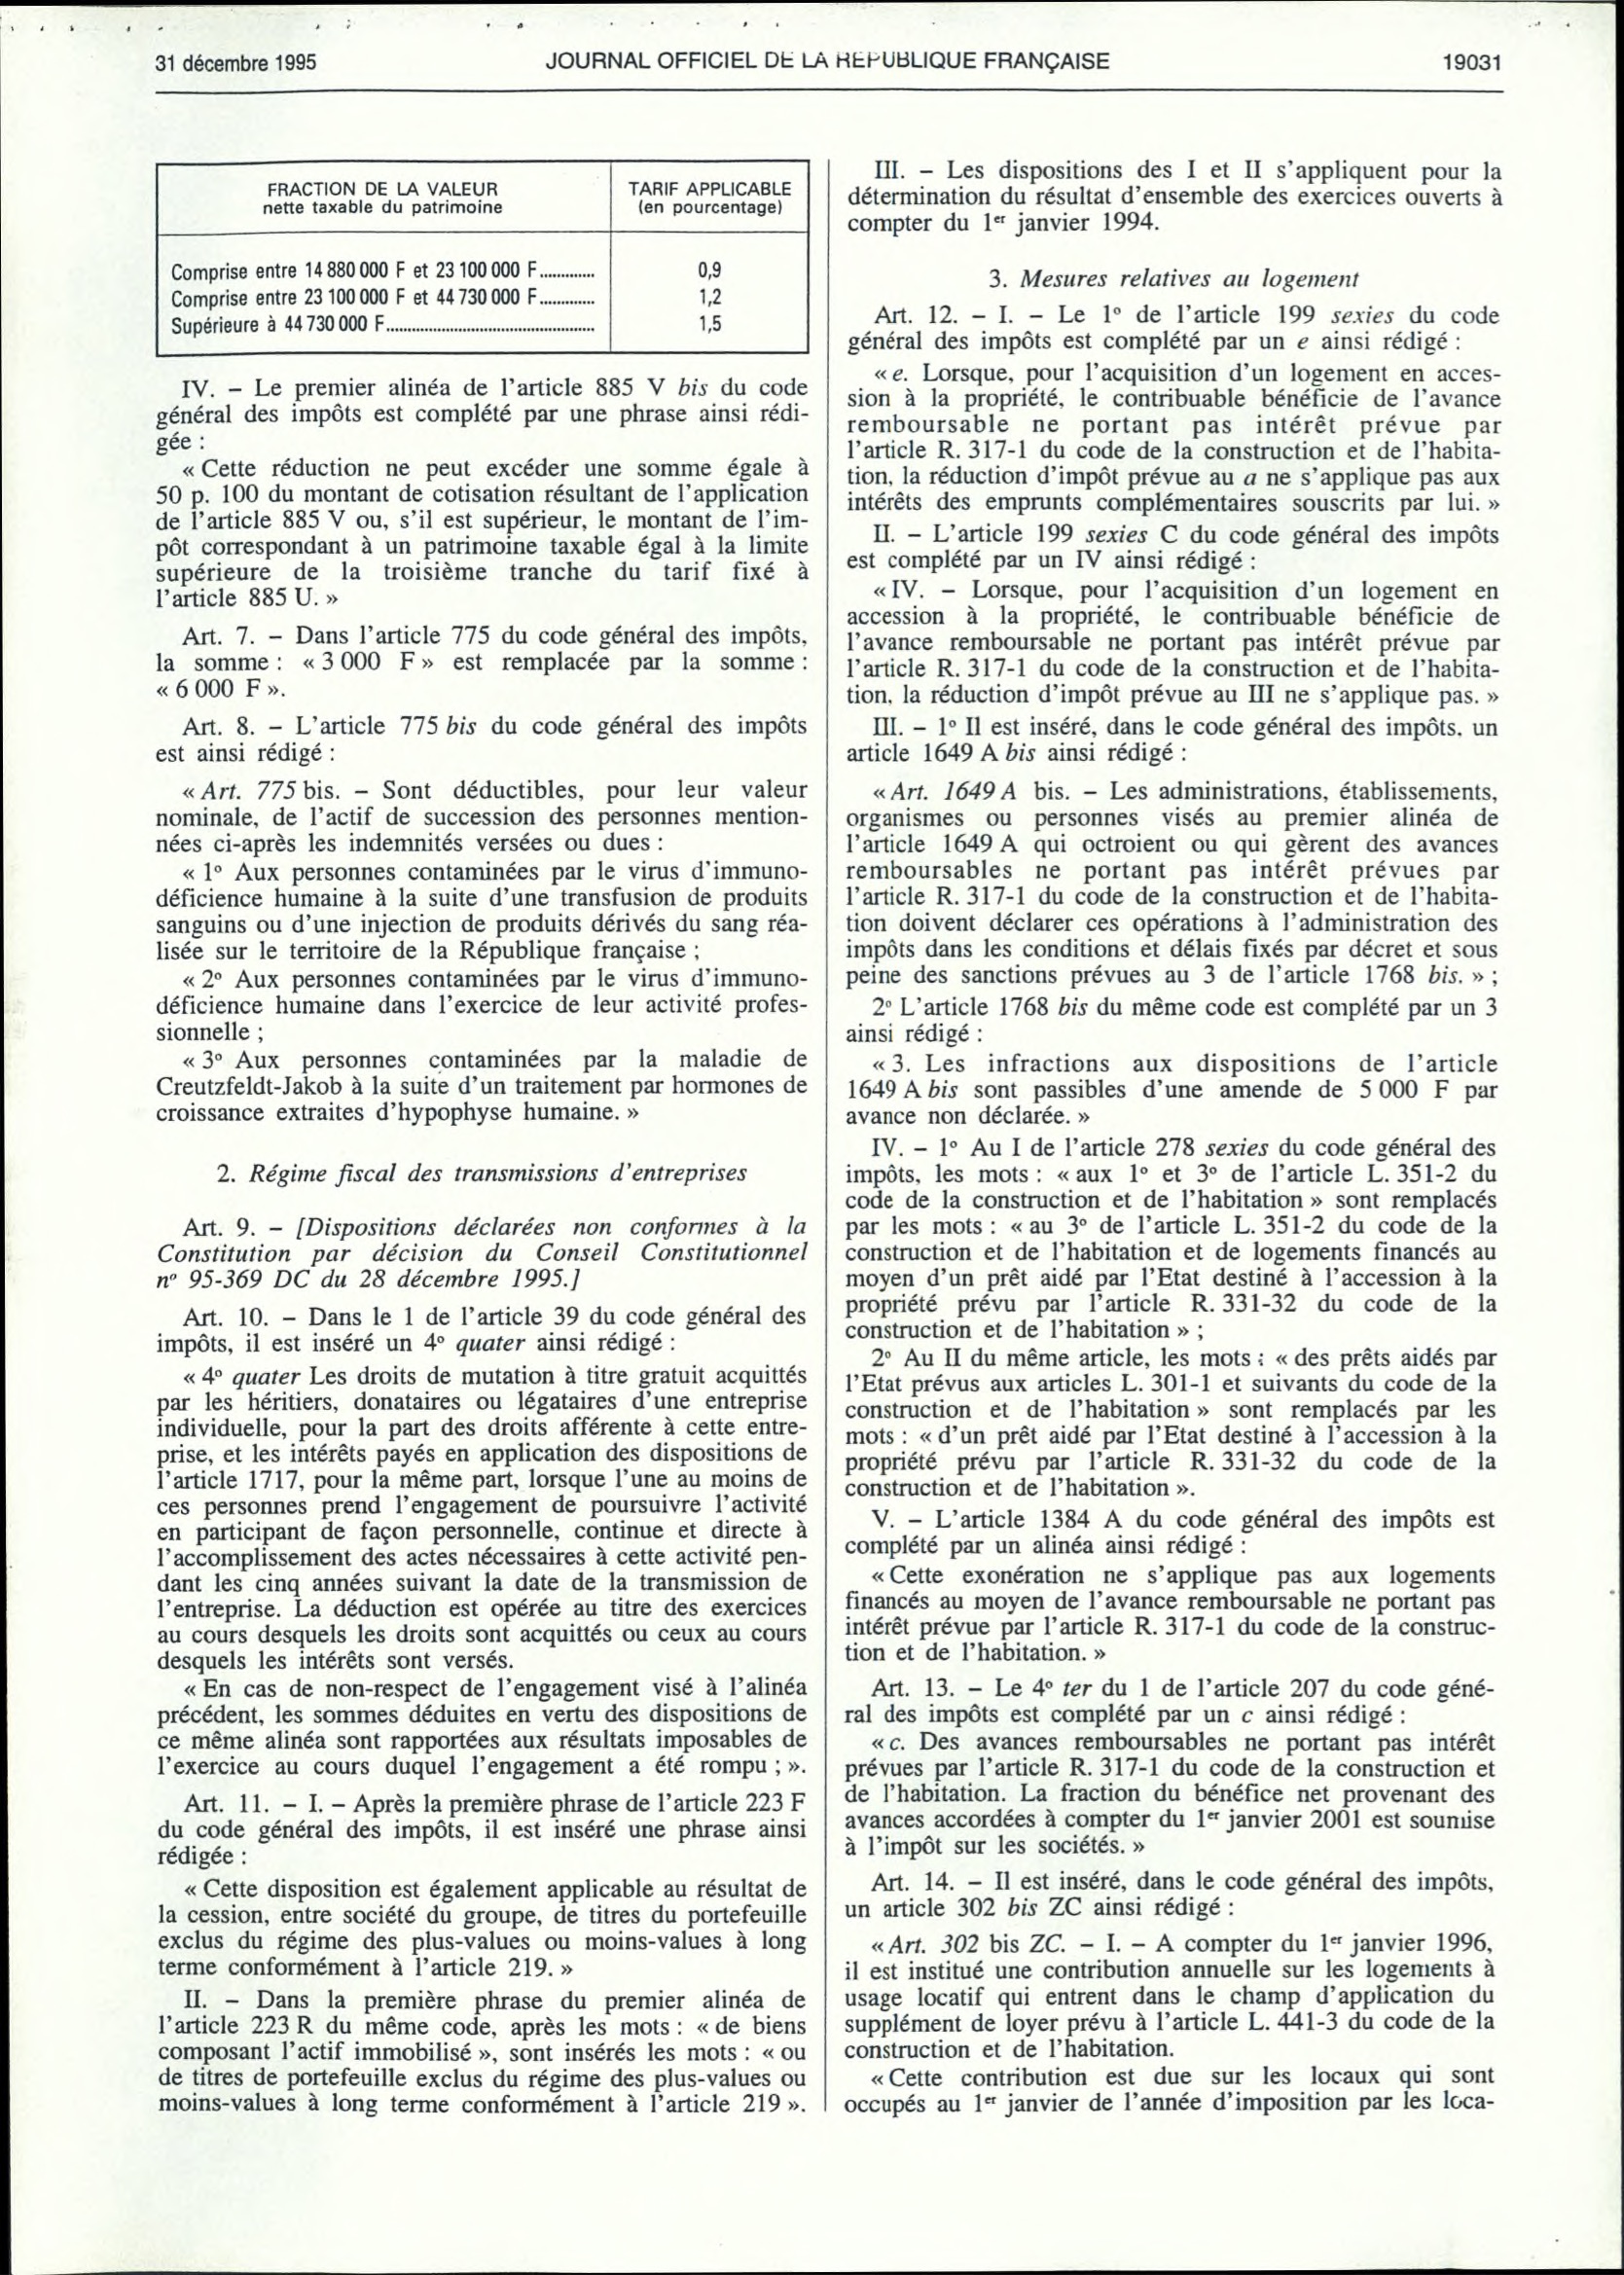 31 décembre 1995
JOURNAL OFFICIEL DE LA RÉPUBLIQUE FRANÇAISE
19031
FRACTION DE LA VALEUR
nette taxable du patrimoine
TARIF APPLICABLE
(en pourcentage)
Comprise entre 14 880 000 F et 23 100 000 F............. 0,9
Comprise entre 23 100 000 F et 44 730 000 F............. 1,2
Supérieure à 44 730 000 F................................................. 1,5
IV. – Le premier alinéa de l'article 885 V bis du code
général des impôts est complété par une phrase ainsi rédi-
gée :
« Cette réduction ne peut excéder une somme égale à
50 p. 100 du montant de cotisation résultant de l'application
de l'article 885 V ou, s'il est supérieur, le montant de l'im-
pôt correspondant à un patrimoine taxable égal à la limite
supérieure de la troisième tranche du tarif fixé à
l'article 885 U. »
Art. 7. – Dans l'article 775 du code général des impôts,
la somme : « 3 000 F » est remplacée par la somme :
« 6 000 F ».
Art. 8. – L'article 775 bis du code général des impôts
est ainsi rédigé :
« Art. 775 bis. – Sont déductibles, pour leur valeur
nominale, de l'actif de succession des personnes mention-
nées ci-après les indemnités versées ou dues :
« 1º Aux personnes contaminées par le virus d'immuno-
déficience humaine à la suite d'une transfusion de produits
sanguins ou d'une injection de produits dérivés du sang réa-
lisée sur le territoire de la République française ;
« 2º Aux personnes contaminées par le virus d'immuno-
déficience humaine dans l'exercice de leur activité profes-
sionnelle ;
« 3º Aux personnes contaminées par la maladie de
Creutzfeldt-Jakob à la suite d'un traitement par hormones de
croissance extraites d'hypophyse humaine. »
2. Régime fiscal des transmissions d'entreprises
Art. 9. – [Dispositions déclarées non conformes à la
Constitution par décision du Conseil Constitutionnel
nº 95-369 DC du 28 décembre 1995.]
Art. 10. – Dans le 1 de l'article 39 du code général des
impôts, il est inséré un 4º quater ainsi rédigé :
« 4º quater Les droits de mutation à titre gratuit acquittés
par les héritiers, donataires ou légataires d'une entreprise
individuelle, pour la part des droits afférente à cette entre-
prise, et les intérêts payés en application des dispositions de
l'article 1717, pour la même part, lorsque l'une au moins de
ces personnes prend l'engagement de poursuivre l'activité
en participant de façon personnelle, continue et directe à
l'accomplissement des actes nécessaires à cette activité pen-
dant les cinq années suivant la date de la transmission de
l'entreprise. La déduction est opérée au titre des exercices
au cours desquels les droits sont acquittés ou ceux au cours
desquels les intérêts sont versés.
« En cas de non-respect de l'engagement visé à l'alinéa
précédent, les sommes déduites en vertu des dispositions de
ce même alinéa sont rapportées aux résultats imposables de
l'exercice au cours duquel l'engagement a été rompu ; ».
Art. 11. – I. – Après la première phrase de l'article 223 F
du code général des impôts, il est inséré une phrase ainsi
rédigée :
« Cette disposition est également applicable au résultat de
la cession, entre société du groupe, de titres du portefeuille
exclus du régime des plus-values ou moins-values à long
terme conformément à l'article 219. »
II. – Dans la première phrase du premier alinéa de
l'article 223 R du même code, après les mots : « de biens
composant l'actif immobilisé », sont insérés les mots : « ou
de titres de portefeuille exclus du régime des plus-values ou
moins-values à long terme conformément à l'article 219 ».
III. – Les dispositions des I et II s'appliquent pour la
détermination du résultat d'ensemble des exercices ouverts à
compter du 1er janvier 1994.
3. Mesures relatives au logement
Art. 12. – I. – Le 1º de l'article 199 sexies du code
général des impôts est complété par un e ainsi rédigé :
« e. Lorsque, pour l'acquisition d'un logement en acces-
sion à la propriété, le contribuable bénéficie de l'avance
remboursable ne portant pas intérêt prévue par
l'article R. 317-1 du code de la construction et de l'habita-
tion, la réduction d'impôt prévue au a ne s'applique pas aux
intérêts des emprunts complémentaires souscrits par lui. »
II. – L'article 199 sexies C du code général des impôts
est complété par un IV ainsi rédigé :
« IV. – Lorsque, pour l'acquisition d'un logement en
accession à la propriété, le contribuable bénéficie de
l'avance remboursable ne portant pas intérêt prévue par
l'article R. 317-1 du code de la construction et de l'habita-
tion, la réduction d'impôt prévue au III ne s'applique pas. »
III. – 1º Il est inséré, dans le code général des impôts, un
article 1649 A bis ainsi rédigé :
« Art. 1649 A bis. – Les administrations, établissements,
organismes ou personnes visés au premier alinéa de
l'article 1649 A qui octroient ou qui gèrent des avances
remboursables ne portant pas intérêt prévues par
l'article R. 317-1 du code de la construction et de l'habita-
tion doivent déclarer ces opérations à l'administration des
impôts dans les conditions et délais fixés par décret et sous
peine des sanctions prévues au 3 de l'article 1768 bis. » ;
2º L'article 1768 bis du même code est complété par un 3
ainsi rédigé :
« 3. Les infractions aux dispositions de l'article
1649 A bis sont passibles d'une amende de 5 000 F par
avance non déclarée. »
IV. – 1º Au I de l'article 278 sexies du code général des
impôts, les mots : « aux 1º et 3º de l'article L. 351-2 du
code de la construction et de l'habitation » sont remplacés
par les mots : « au 3º de l'article L. 351-2 du code de la
construction et de l'habitation et de logements financés au
moyen d'un prêt aidé par l'Etat destiné à l'accession à la
propriété prévu par l'article R. 331-32 du code de la
construction et de l'habitation » ;
2º Au II du même article, les mots : « des prêts aidés par
l'Etat prévus aux articles L. 301-1 et suivants du code de la
construction et de l'habitation » sont remplacés par les
mots : « d'un prêt aidé par l'Etat destiné à l'accession à la
propriété prévu par l'article R. 331-32 du code de la
construction et de l'habitation ».
V. – L'article 1384 A du code général des impôts est
complété par un alinéa ainsi rédigé :
« Cette exonération ne s'applique pas aux logements
financés au moyen de l'avance remboursable ne portant pas
intérêt prévue par l'article R. 317-1 du code de la construc-
tion et de l'habitation. »
Art. 13. – Le 4º ter du 1 de l'article 207 du code géné-
ral des impôts est complété par un c ainsi rédigé :
« c. Des avances remboursables ne portant pas intérêt
prévues par l'article R. 317-1 du code de la construction et
de l'habitation. La fraction du bénéfice net provenant des
avances accordées à compter du 1er janvier 2001 est soumise
à l'impôt sur les sociétés. »
Art. 14. – Il est inséré, dans le code général des impôts,
un article 302 bis ZC ainsi rédigé :
« Art. 302 bis ZC. – I. – A compter du 1er janvier 1996,
il est institué une contribution annuelle sur les logements à
usage locatif qui entrent dans le champ d'application du
supplément de loyer prévu à l'article L. 441-3 du code de la
construction et de l'habitation.
« Cette contribution est due sur les locaux qui sont
occupés au 1er janvier de l'année d'imposition par les loca-